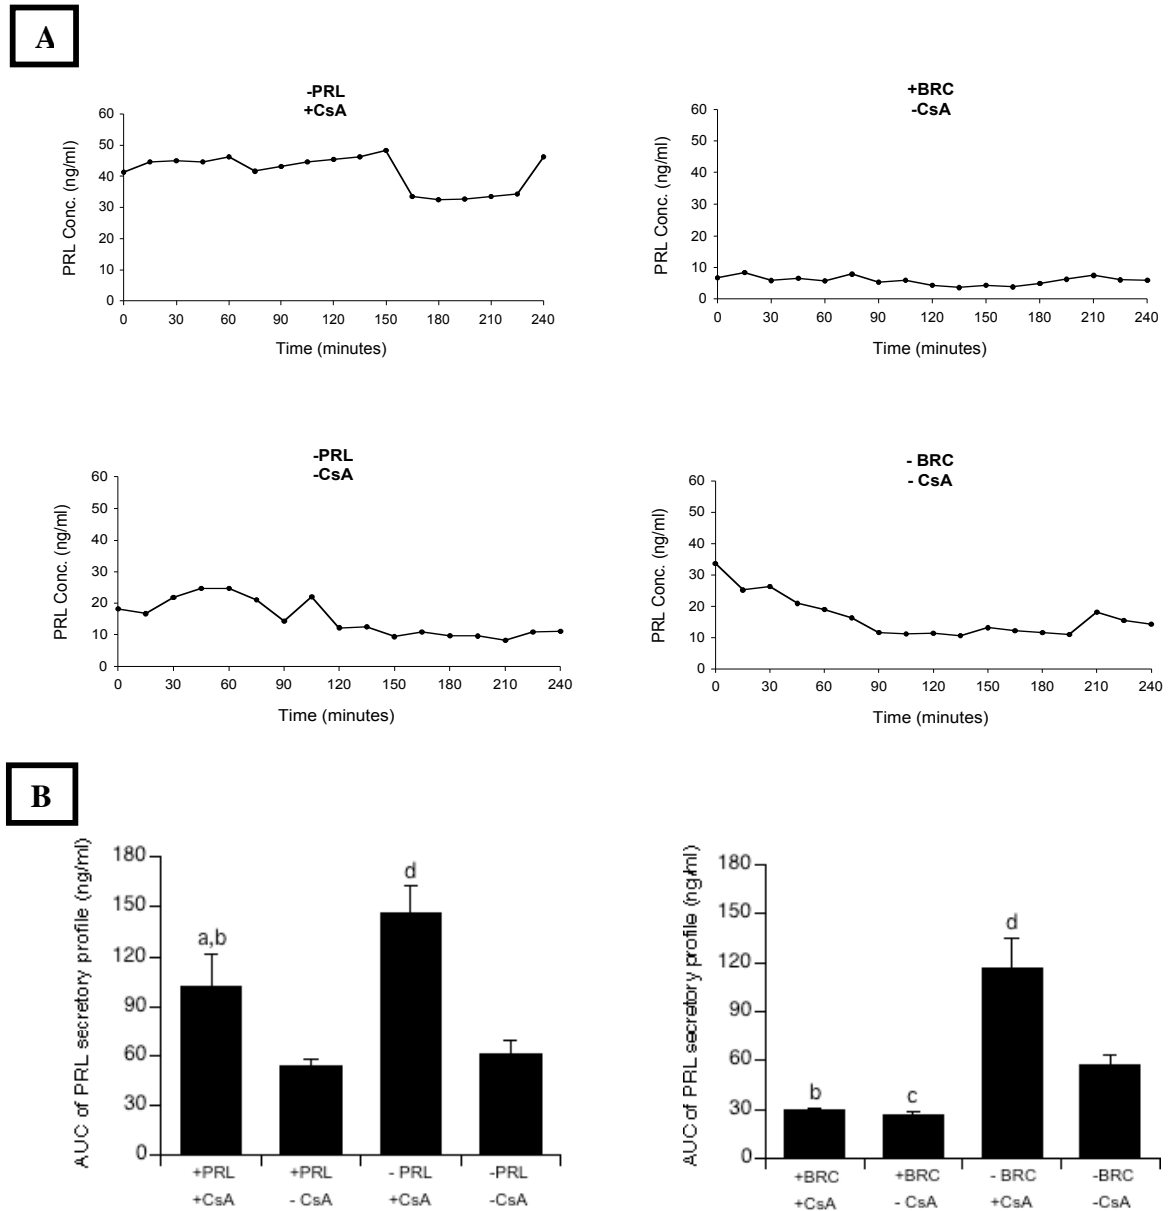 A
-PRL
+CsA
PRL Conc. (ng/ml)
60
50
40
30
20
10
0
0 30 60 90 120 150 180 210 240
Time (minutes)
+BRC
-CsA
PRL Conc. (ng/ml)
60
50
40
30
20
10
0
0 30 60 90 120 150 180 210 240
Time (minutes)
-PRL
-CsA
PRL Conc. (ng/ml)
60
50
40
30
20
10
0
0 30 60 90 120 150 180 210 240
Time (minutes)
- BRC
- CsA
PRL Conc. (ng/ml)
60
50
40
30
20
10
0
0 30 60 90 120 150 180 210 240
Time (minutes)
B
AUC of PRL secretory profile (ng/ml)
180
150
120
90
60
30
0
a,b
d
+PRL +PRL - PRL -PRL
+CsA - CsA +CsA -CsA
AUC of PRL secretory profile (ng/ml)
180
150
120
90
60
30
0
b
c
d
+BRC +BRC - BRC -BRC
+CsA - CsA +CsA -CsA